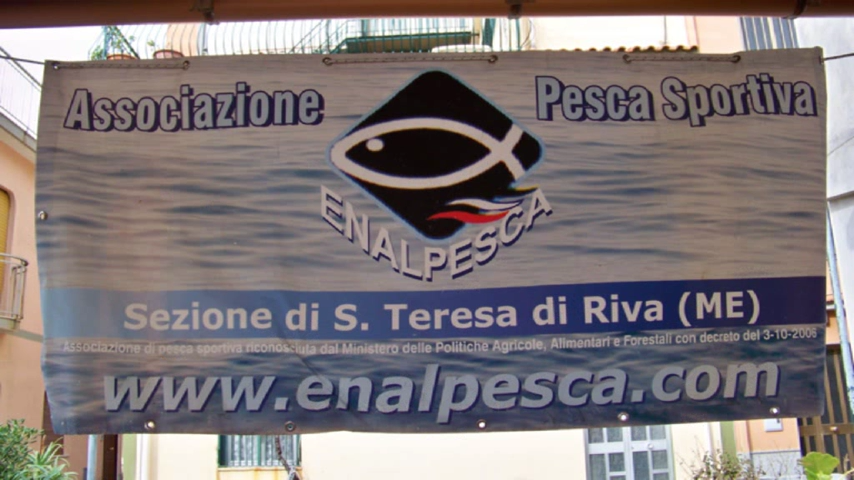 Associazione Pesca Sportiva
ENALPESCA
Sezione di S. Teresa di Riva (ME)
Associazione di pesca sportiva riconosciuta dal Ministero delle Politiche Agricole, Alimentari e Forestali con decreto del 3-10-2006
www.enalpesca.com